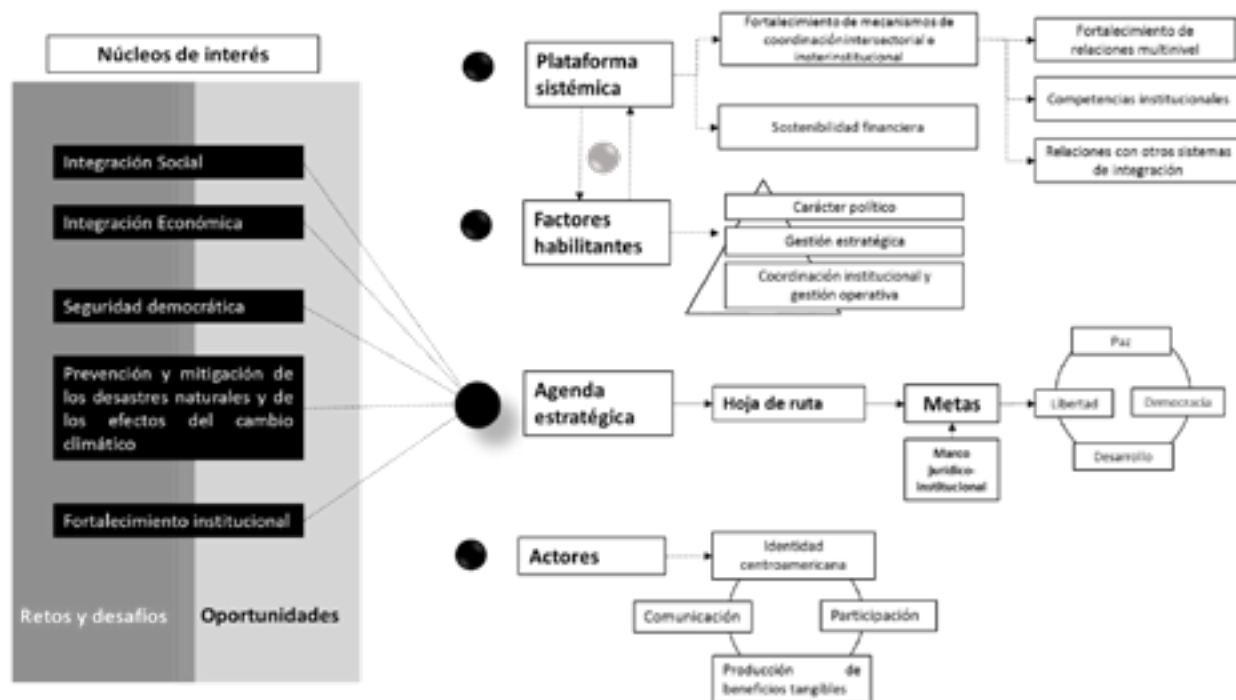 Núcleos de interés
Integración Social
Integración Económica
Seguridad democrática
Prevención y mitigación de
los desastres naturales y de
los efectos del cambio
climático
Fortalecimiento institucional
Retos y desafíos
Oportunidades
Plataforma
sistémica
Fortalecimiento de mecanismos de
coordinación intersectorial e
insterinstitucional
Sostenibilidad financiera
Fortalecimiento de
relaciones multinivel
Competencias institucionales
Relaciones con otros sistemas
de integración
Factores
habilitantes
Carácter político
Gestión estratégica
Coordinación institucional y
gestión operativa
Agenda
estratégica
Hoja de ruta
Metas
Marco
jurídico-
institucional
Paz
Libertad
Democracia
Desarrollo
Actores
Identidad
centroamericana
Comunicación
Participación
Producción de
beneficios tangibles